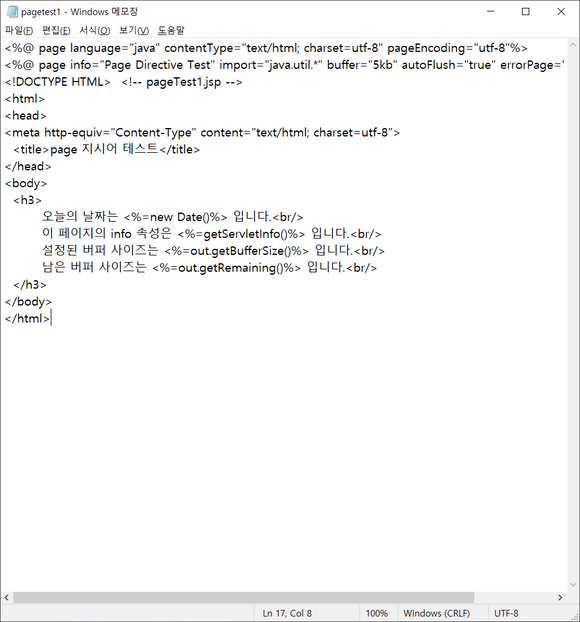 pagetest1 - Windows 메모장
파일(F) 편집(E) 서식(O) 보기(V) 도움말
<%@ page language="java" contentType="text/html; charset=utf-8" pageEncoding="utf-8"%>
<%@ page info="Page Directive Test" import="java.util.*" buffer="5kb" autoFlush="true" errorPage="
<!DOCTYPE HTML> <!-- pageTest1.jsp -->
<html>
<head>
<meta http-equiv="Content-Type" content="text/html; charset=utf-8">
<title>page 지시어 테스트</title>
</head>
<body>
<h3>
오늘의 날짜는 <%=new Date()%> 입니다.<br/>
이 페이지의 info 속성은 <%=getServletInfo()%> 입니다.<br/>
설정된 버퍼 사이즈는 <%=out.getBufferSize()%> 입니다.<br/>
남은 버퍼 사이즈는 <%=out.getRemaining()%> 입니다.<br/>
</h3>
</body>
</html>
Ln 17, Col 8 100% Windows (CRLF) UTF-8